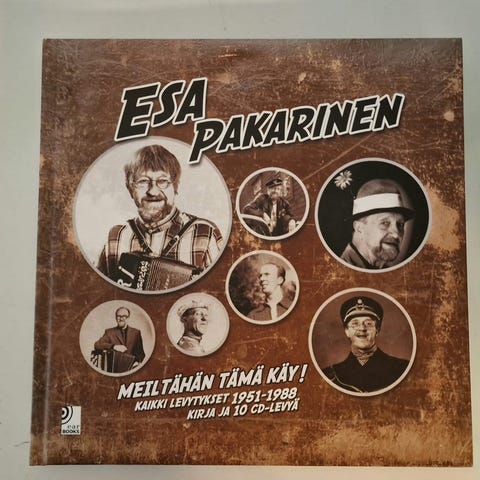 ESA
PAKARINEN
MEILTÄHÄN TÄMÄ KÄY!
KAIKKI LEVYTYKSET 1951-1988
KIRJA JA 10 CD-LEVYÄ
ear
BOOKS